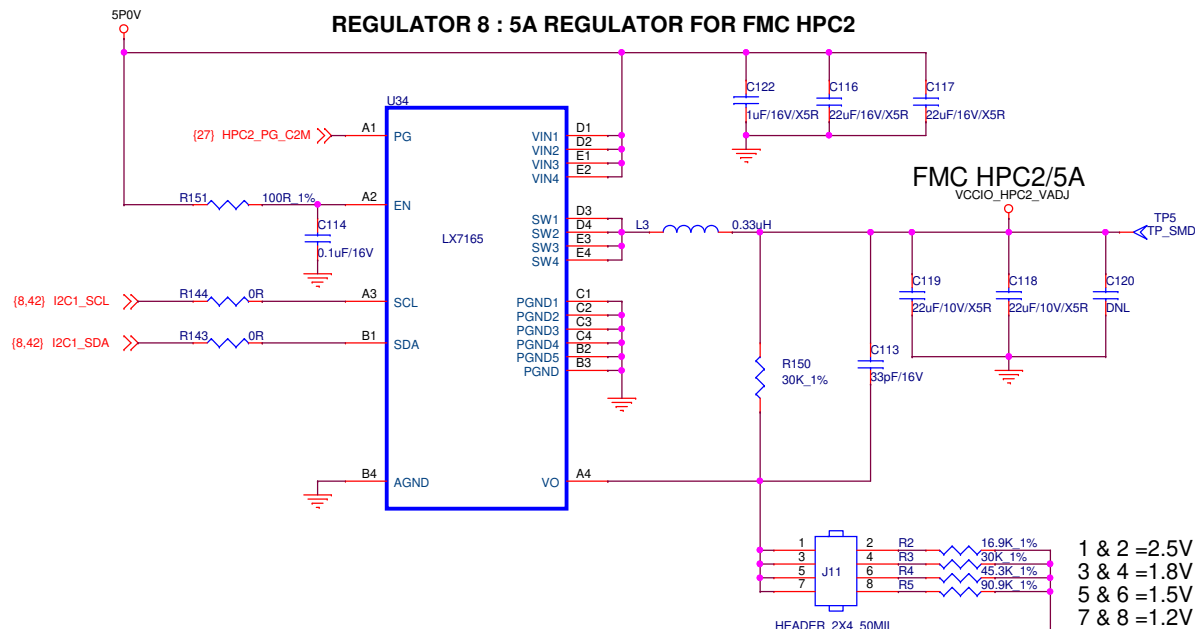 5P0V
REGULATOR 8 : 5A REGULATOR FOR FMC HPC2
U34
C122
1uF/16V/X5R
C116
22uF/16V/X5R
C117
22uF/16V/X5R
{27} HPC2_PG_C2M
A1
PG
VIN1
D1
VIN2
D2
VIN3
E1
VIN4
E2
R151
100R_1%
A2
EN
C114
0.1uF/16V
LX7165
SW1
D3
SW2
D4
SW3
E3
SW4
E4
L3
0.33uH
FMC HPC2/5A
VCCIO_HPC2_VADJ
TP5
TP_SMD
C119
22uF/10V/X5R
C118
22uF/10V/X5R
C120
DNL
{8,42} I2C1_SCL
R144
0R
A3
SCL
{8,42} I2C1_SDA
R143
0R
B1
SDA
PGND1
C1
PGND2
C2
PGND3
C3
PGND4
C4
PGND5
B2
PGND
B3
R150
30K_1%
C113
33pF/16V
B4
AGND
VO
A4
1
2
R2
16.9K_1%
3
4
R3
30K_1%
5
6
R4
45.3K_1%
7
8
R5
90.9K_1%
J11
HEADER_2X4_50MIL
1 & 2 =2.5V
3 & 4 =1.8V
5 & 6 =1.5V
7 & 8 =1.2V